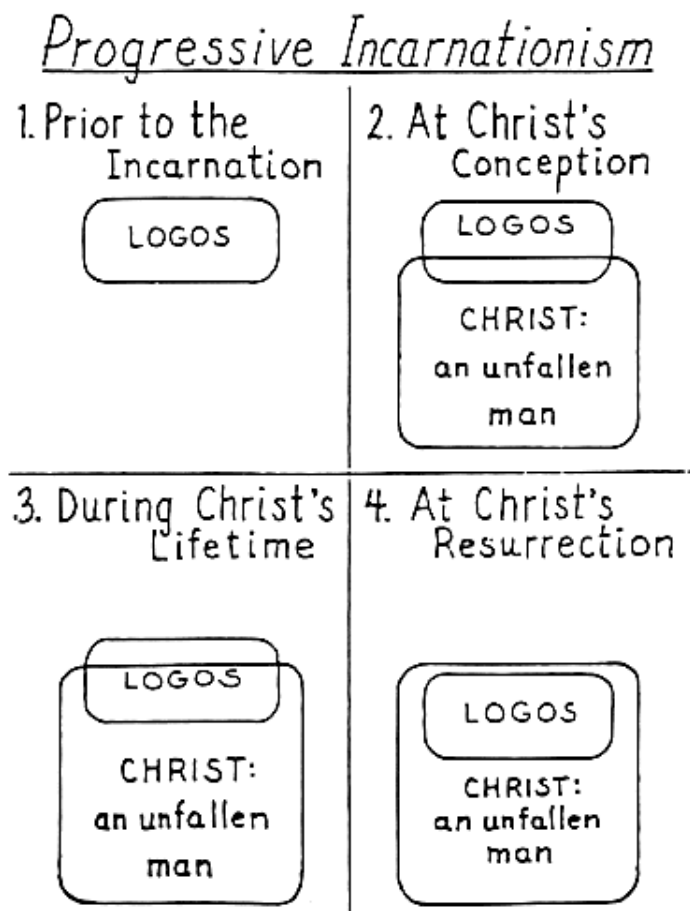 Progressive Incarnationism
1. Prior to the
Incarnation
LOGOS
2. At Christ's
Conception
LOGOS
CHRIST:
an unfallen
man
3. During Christ's
Lifetime
LOGOS
CHRIST:
an unfallen
man
4. At Christ's
Resurrection
LOGOS
CHRIST:
an unfallen
man